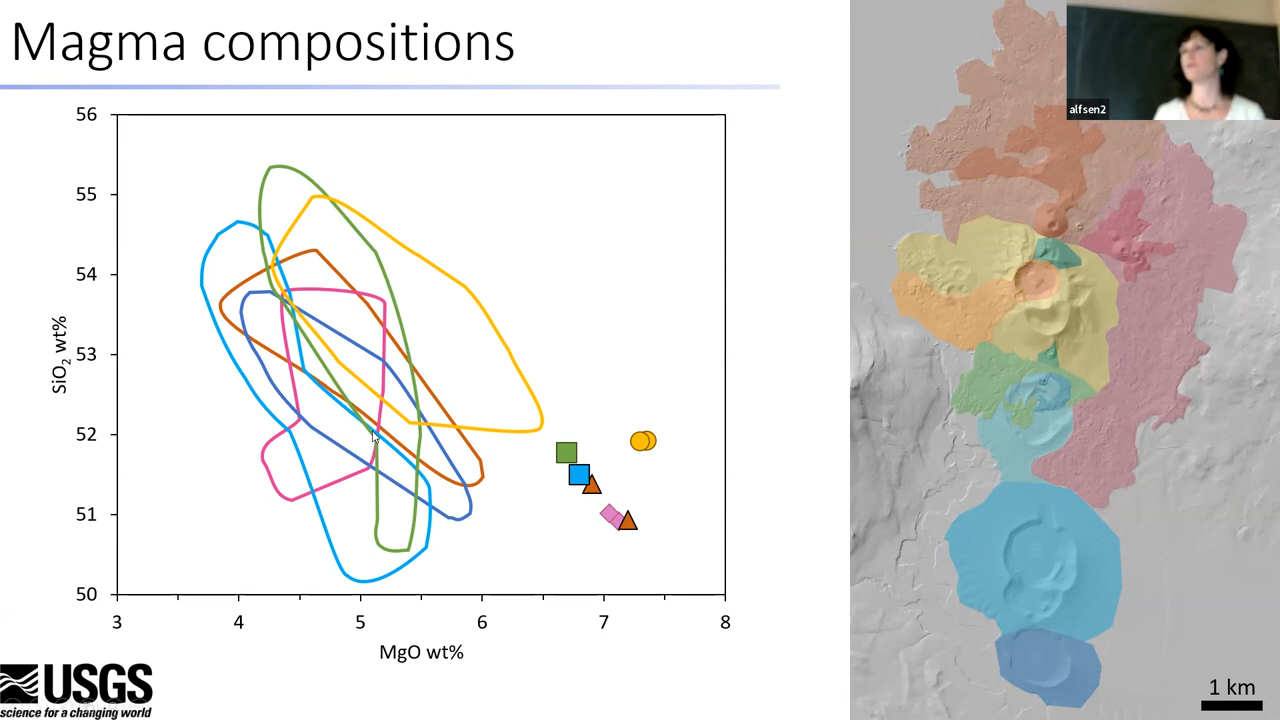 Magma compositions
alfsen2
56
55
54
53
52
51
50
SiO2 wt%
3 4 5 6 7 8
MgO wt%
USGS
science for a changing world
1 km